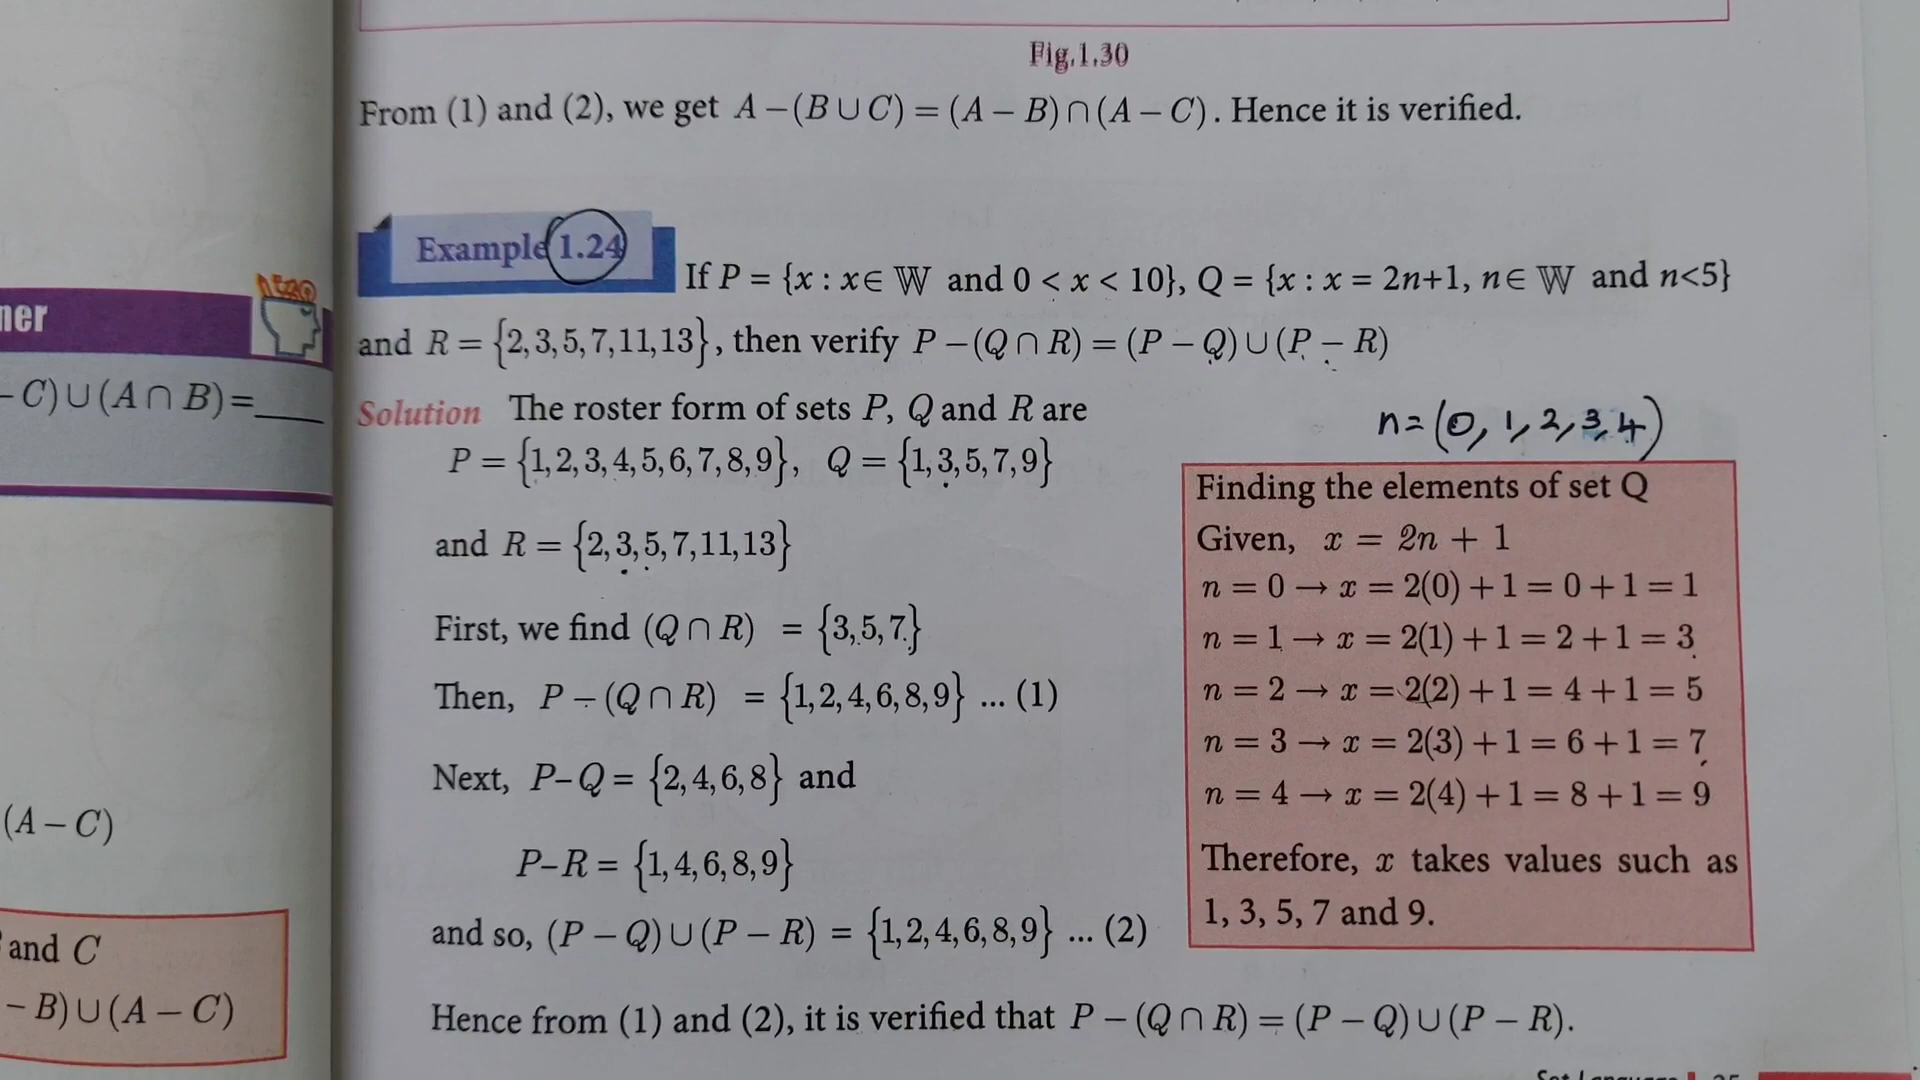 Fig.1.30
From (1) and (2), we get A – (B ∪ C) = (A – B) ∩ (A – C). Hence it is verified.
Example 1.24
If P = {x : x∈ 𝕎 and 0 < x < 10}, Q = {x : x = 2n+1, n∈ 𝕎 and n<5}
and R = {2,3,5,7,11,13}, then verify P – (Q ∩ R) = (P – Q) ∪ (P – R)
Solution The roster form of sets P, Q and R are
P = {1,2,3,4,5,6,7,8,9}, Q = {1,3,5,7,9}
and R = {2,3,5,7,11,13}
First, we find (Q ∩ R) = {3,5,7}
Then, P – (Q ∩ R) = {1,2,4,6,8,9} ... (1)
Next, P–Q = {2,4,6,8} and
P–R = {1,4,6,8,9}
and so, (P – Q) ∪ (P – R) = {1,2,4,6,8,9} ... (2)
Hence from (1) and (2), it is verified that P – (Q ∩ R) = (P – Q) ∪ (P – R).
n=(0, 1, 2, 3, 4)
Finding the elements of set Q
Given, x = 2n + 1
n = 0 → x = 2(0) + 1 = 0 + 1 = 1
n = 1 → x = 2(1) + 1 = 2 + 1 = 3
n = 2 → x = 2(2) + 1 = 4 + 1 = 5
n = 3 → x = 2(3) + 1 = 6 + 1 = 7
n = 4 → x = 2(4) + 1 = 8 + 1 = 9
Therefore, x takes values such as
1, 3, 5, 7 and 9.
ner
– C) ∪ (A ∩ B) = ____
(A – C)
and C
– B) ∪ (A – C)